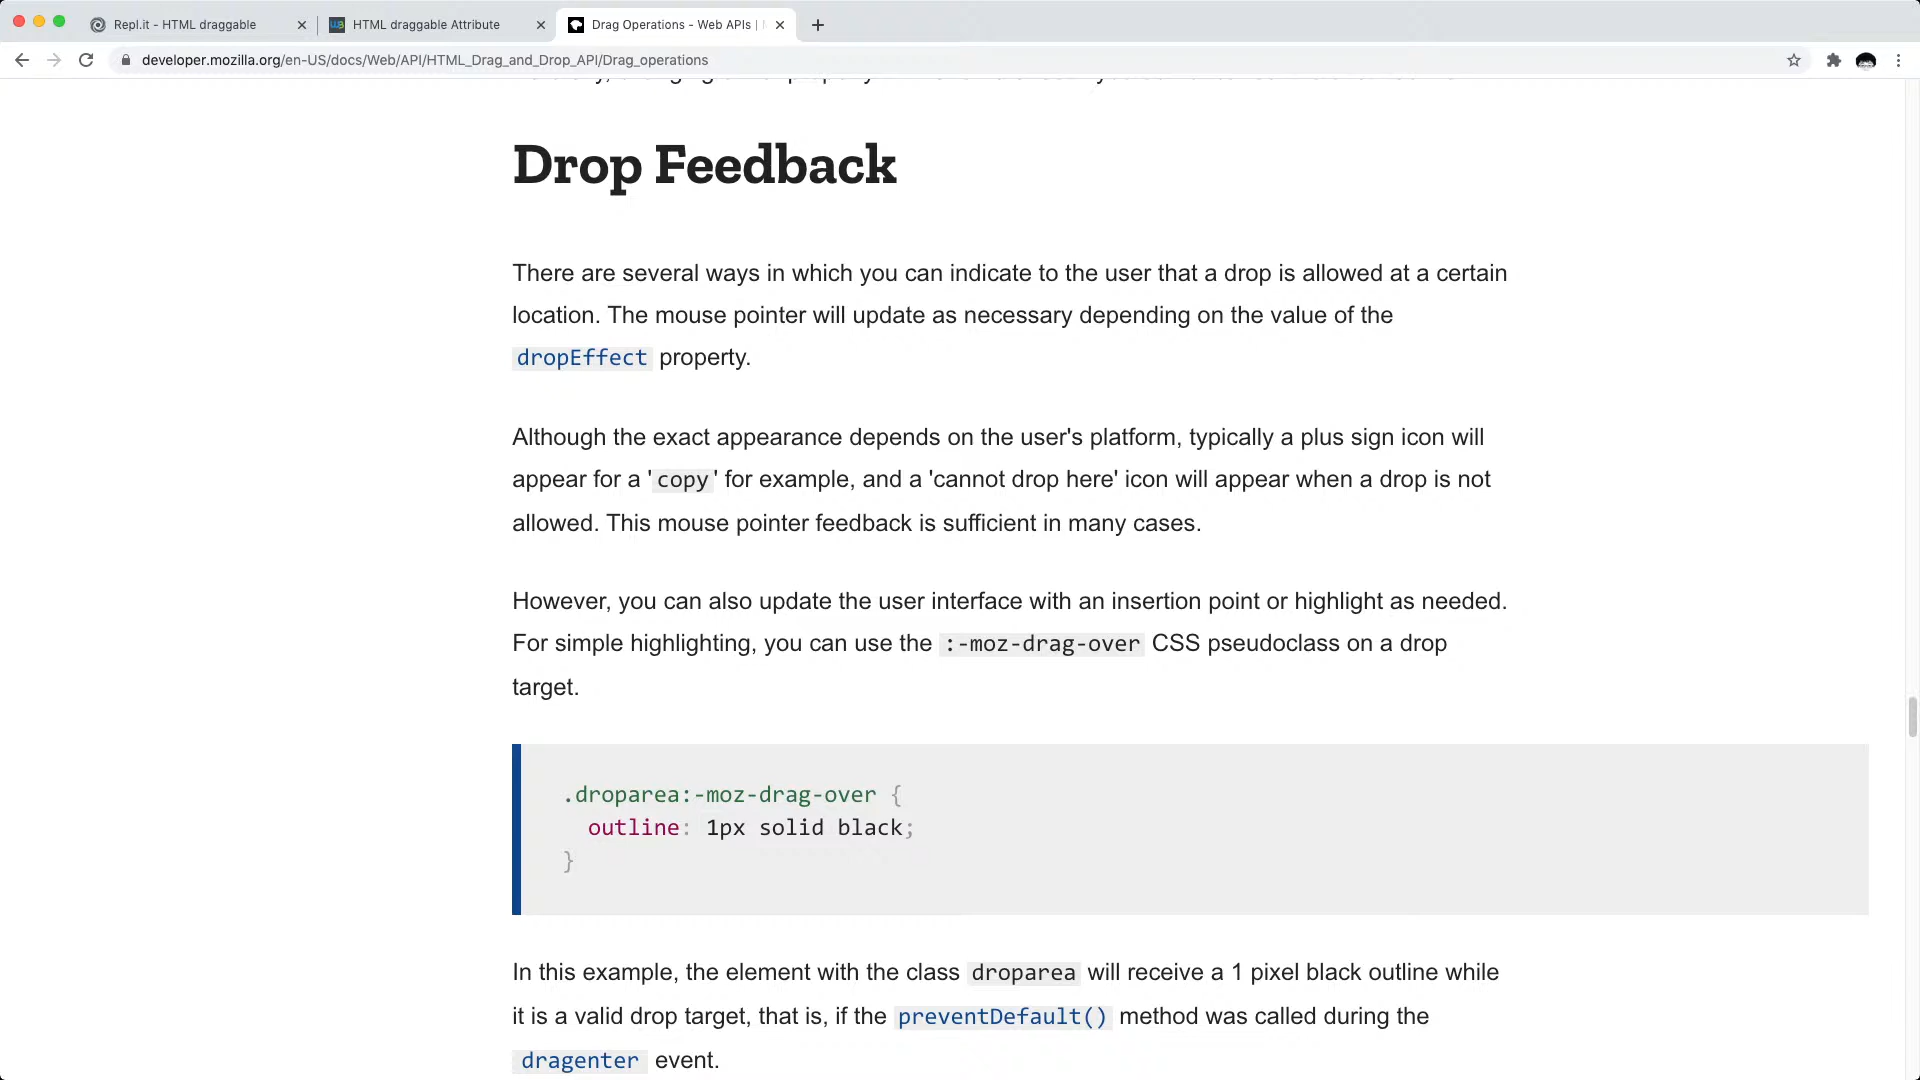 Repl.it - HTML draggable
HTML draggable Attribute
Drag Operations - Web APIs |
developer.mozilla.org/en-US/docs/Web/API/HTML_Drag_and_Drop_API/Drag_operations
Drop Feedback
There are several ways in which you can indicate to the user that a drop is allowed at a certain
location. The mouse pointer will update as necessary depending on the value of the
dropEffect property.
Although the exact appearance depends on the user's platform, typically a plus sign icon will
appear for a 'copy' for example, and a 'cannot drop here' icon will appear when a drop is not
allowed. This mouse pointer feedback is sufficient in many cases.
However, you can also update the user interface with an insertion point or highlight as needed.
For simple highlighting, you can use the :-moz-drag-over CSS pseudoclass on a drop
target.
.droparea:-moz-drag-over {
outline: 1px solid black;
}
In this example, the element with the class droparea will receive a 1 pixel black outline while
it is a valid drop target, that is, if the preventDefault() method was called during the
dragenter event.